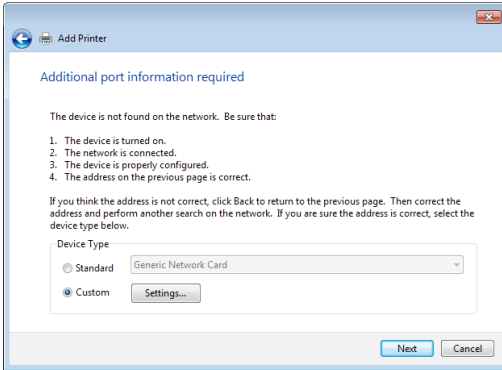 Add Printer
Additional port information required
The device is not found on the network.  Be sure that:
1.  The device is turned on.
2.  The network is connected.
3.  The device is properly configured.
4.  The address on the previous page is correct.
If you think the address is not correct, click Back to return to the previous page.  Then correct the
address and perform another search on the network.  If you are sure the address is correct, select the
device type below.
Device Type
Standard Generic Network Card
Custom Settings...
Next Cancel